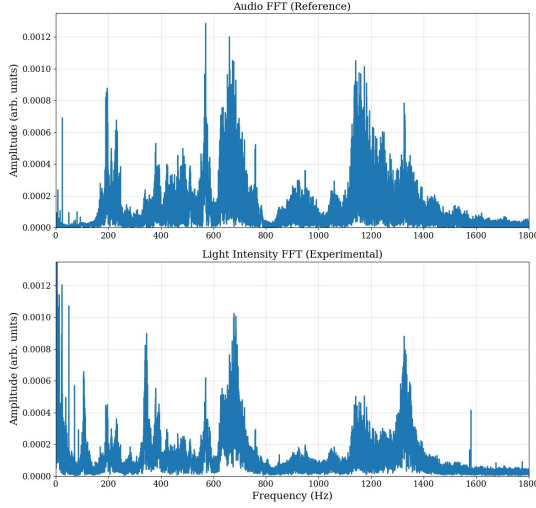 Audio FFT (Reference)
Amplitude (arb. units)
0.0012
0.0010
0.0008
0.0006
0.0004
0.0002
0.0000
0 200 400 600 800 1000 1200 1400 1600 1800
Light Intensity FFT (Experimental)
Amplitude (arb. units)
0.0012
0.0010
0.0008
0.0006
0.0004
0.0002
0.0000
0 200 400 600 800 1000 1200 1400 1600 1800
Frequency (Hz)